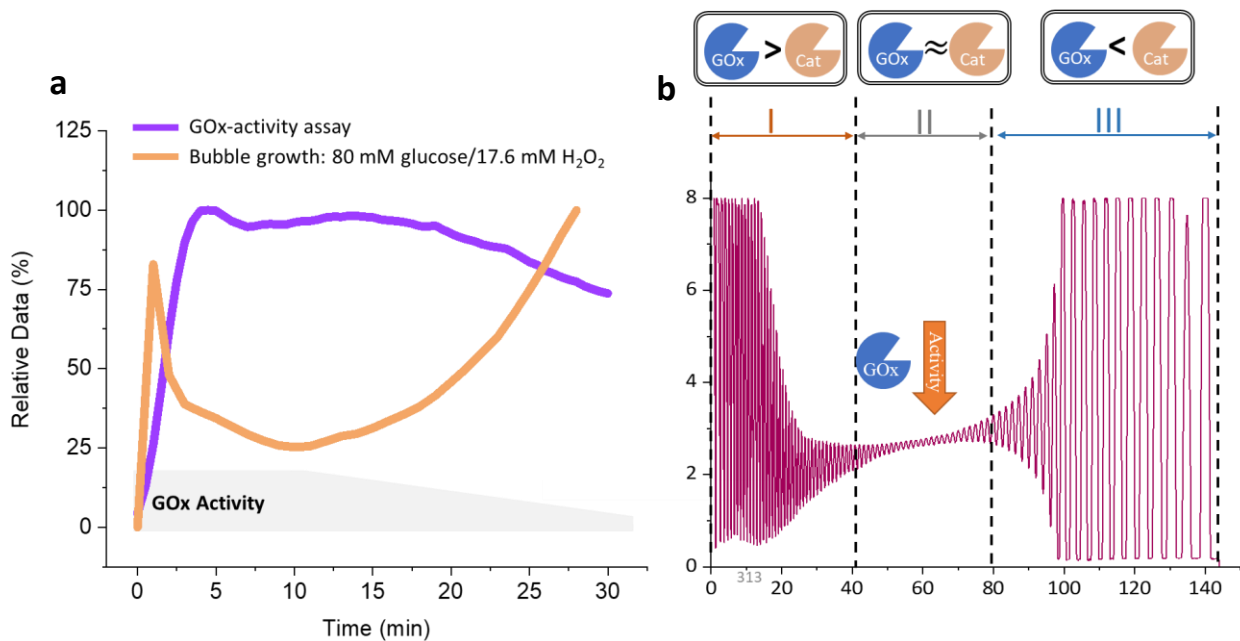 GOx > Cat
GOx ≈ Cat
GOx < Cat
a
b
I
II
III
GOx-activity assay
Bubble growth: 80 mM glucose/17.6 mM H₂O₂
Relative Data (%)
125
100
75
50
25
0
GOx Activity
0
5
10
15
20
25
30
Time (min)
8
6
4
2
0
GOx
Activity
0
20
40
60
80
100
120
140
313